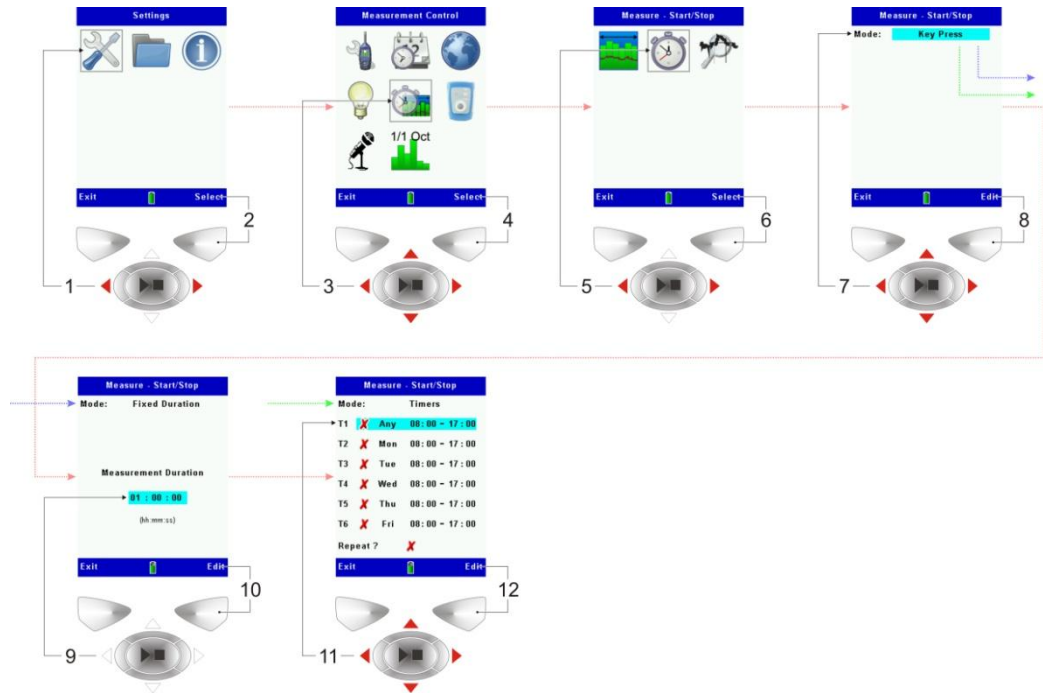 Settings
Exit
Select
1
2
Measurement Control
12
1/1 Oct
Exit
Select
3
4
Measure - Start/Stop
Exit
Select
5
6
Measure - Start/Stop
Mode: Key Press
Exit
Edit
7
8
Measure - Start/Stop
Mode: Fixed Duration
Measurement Duration
01 : 00 : 00
(hh:mm:ss)
Exit
Edit
9
10
Measure - Start/Stop
Mode: Timers
T1 ✗ Any 08:00 - 17:00
T2 ✗ Mon 08:00 - 17:00
T3 ✗ Tue 08:00 - 17:00
T4 ✗ Wed 08:00 - 17:00
T5 ✗ Thu 08:00 - 17:00
T6 ✗ Fri 08:00 - 17:00
Repeat ? ✗
Exit
Edit
11
12